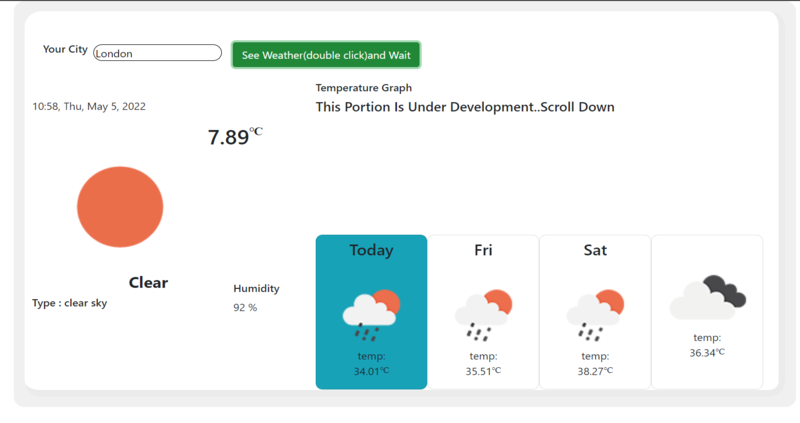 Your City London See Weather(double click)and Wait
Temperature Graph
10:58, Thu, May 5, 2022
This Portion Is Under Development..Scroll Down
7.89°C
Clear
Type : clear sky
Humidity
92 %
Today
temp:
34.01°C
Fri
temp:
35.51°C
Sat
temp:
38.27°C
temp:
36.34°C